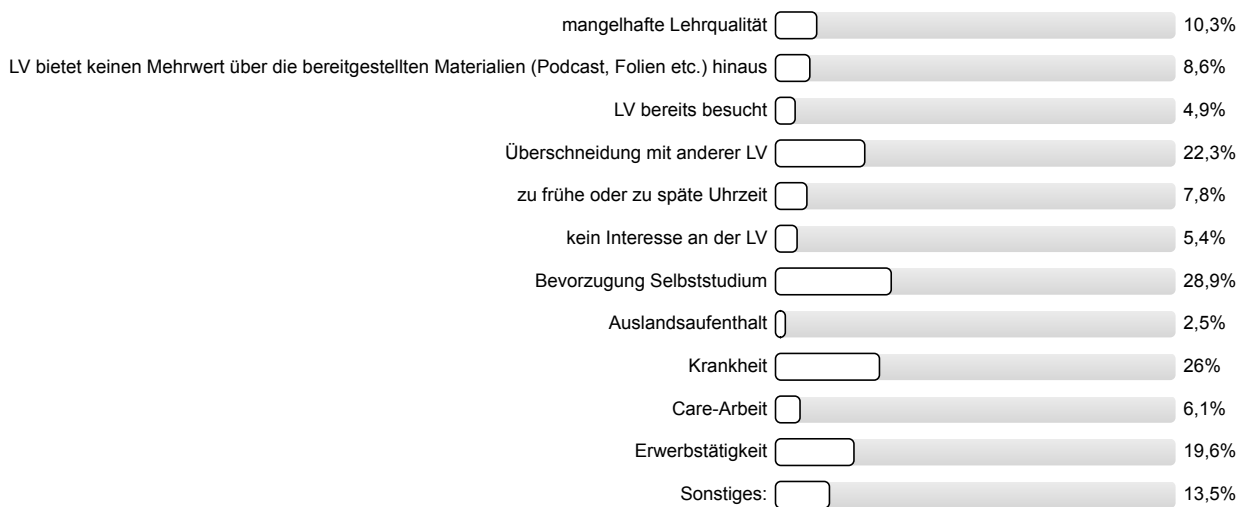 mangelhafte Lehrqualität 10,3%
LV bietet keinen Mehrwert über die bereitgestellten Materialien (Podcast, Folien etc.) hinaus 8,6%
LV bereits besucht 4,9%
Überschneidung mit anderer LV 22,3%
zu frühe oder zu späte Uhrzeit 7,8%
kein Interesse an der LV 5,4%
Bevorzugung Selbststudium 28,9%
Auslandsaufenthalt 2,5%
Krankheit 26%
Care-Arbeit 6,1%
Erwerbstätigkeit 19,6%
Sonstiges: 13,5%